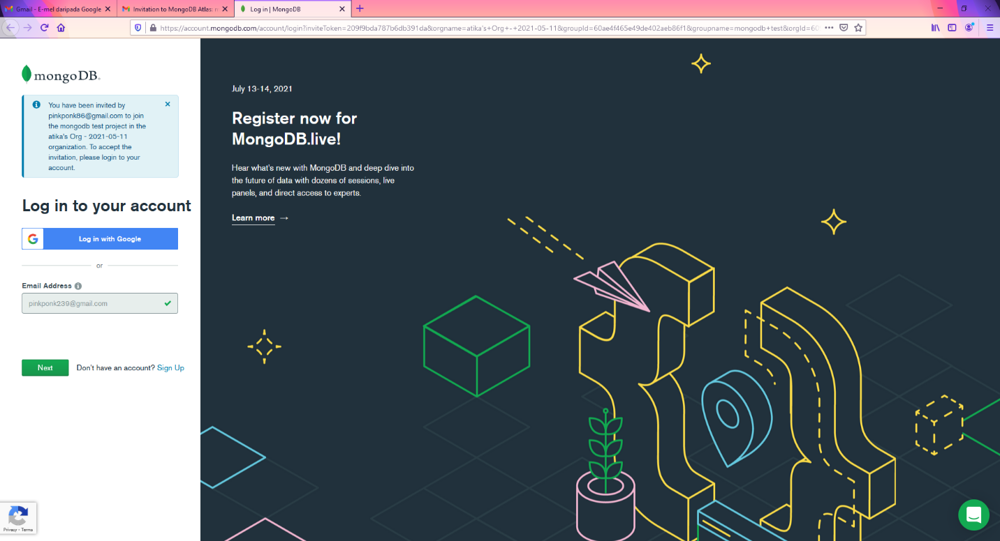 Gmail - E-mel daripada Google
Invitation to MongoDB Atlas:
Log in | MongoDB
https://account.mongodb.com/account/login?inviteToken=209f9bda787b6db391da&orgname=atika's+Org+-+2021-05-11&groupId=60ae4f465e49de402aeb86f1&groupname=mongodb+test&orgId=60
mongoDB.
You have been invited by
pinkponk86@gmail.com to join
the mongodb test project in the
atika's Org - 2021-05-11
organization. To accept the
invitation, please login to your
account.
Log in to your account
Log in with Google
or
Email Address
pinkponk239@gmail.com
Next
Don't have an account? Sign Up
Privacy - Terms
July 13-14, 2021
Register now for
MongoDB.live!
Hear what's new with MongoDB and deep dive into
the future of data with dozens of sessions, live
panels, and direct access to experts.
Learn more →